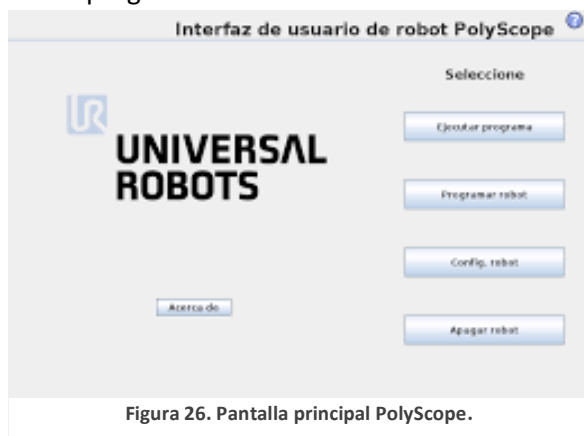 Interfaz de usuario de robot PolyScope
?
Seleccione
UR
UNIVERSAL
ROBOTS
Ejecutar programa
Programar robot
Config. robot
Acerca de
Apagar robot
Figura 26. Pantalla principal PolyScope.